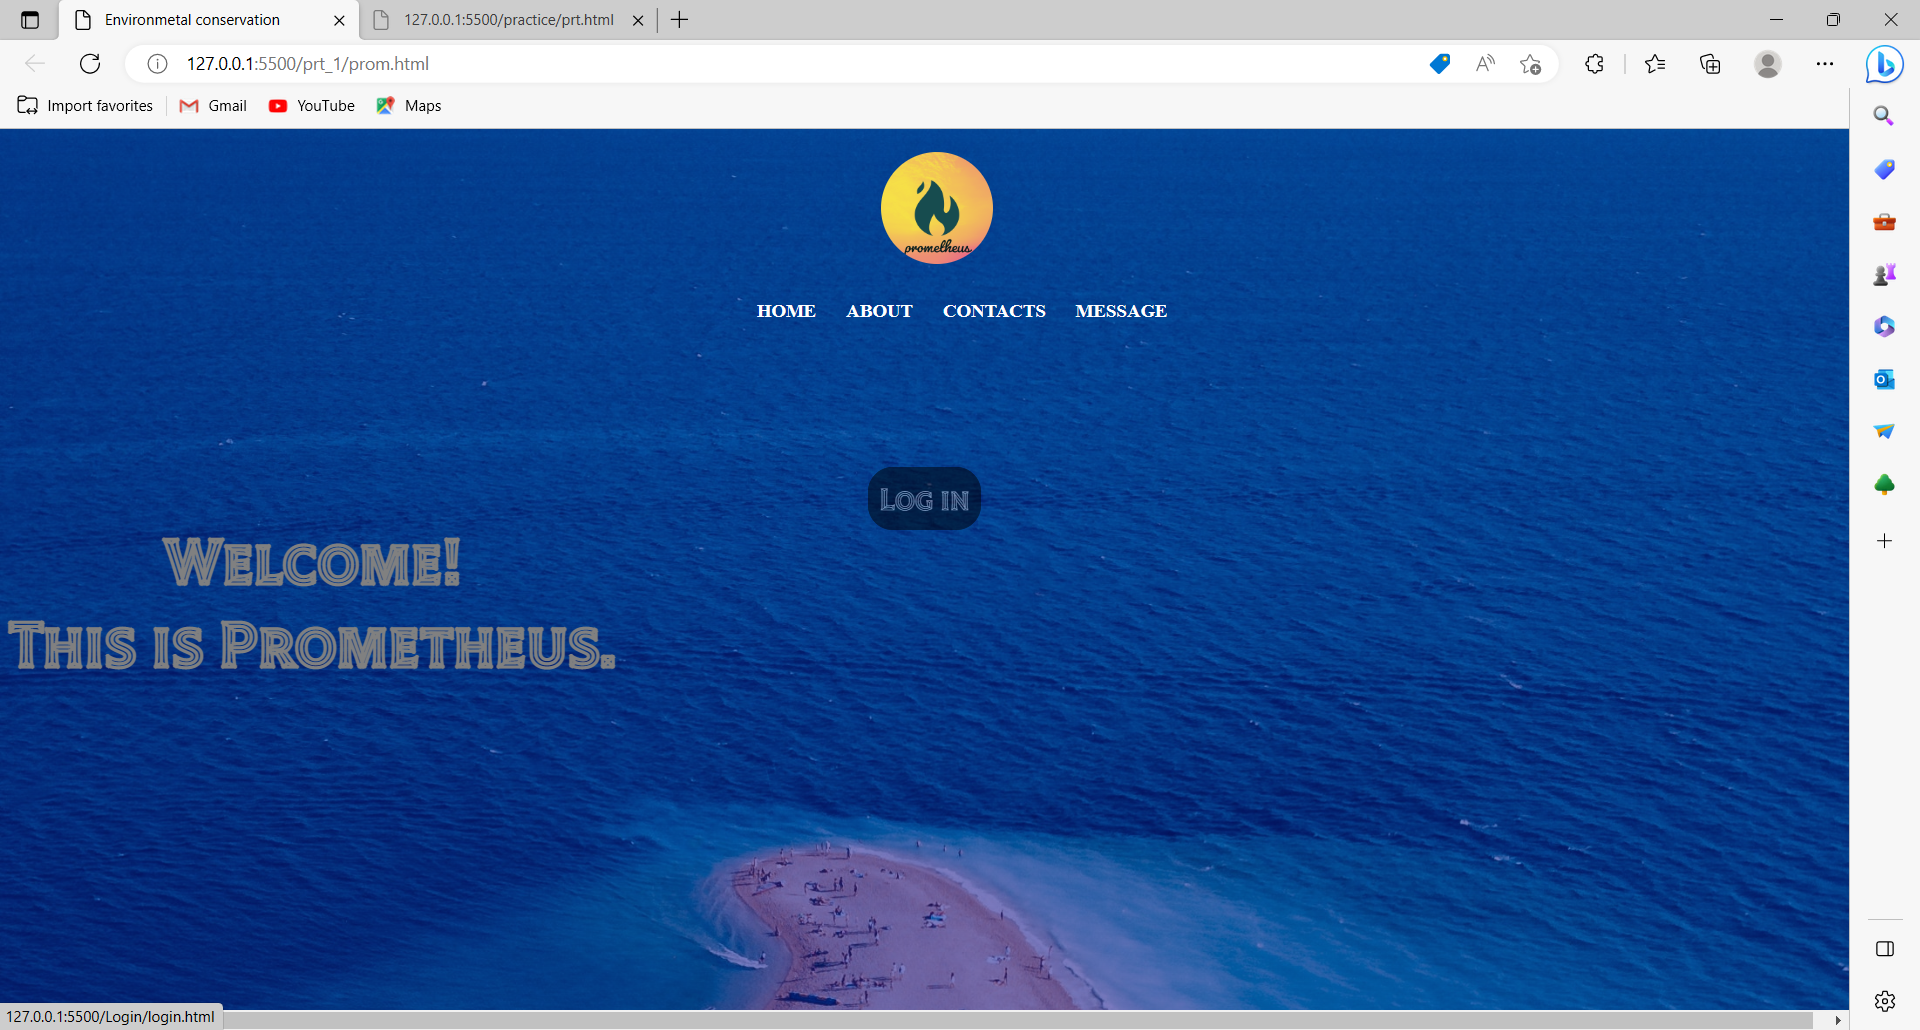 Environmetal conservation
127.0.0.1:5500/practice/prt.html
127.0.0.1:5500/prt_1/prom.html
Import favorites
Gmail
YouTube
Maps
prometheus
HOME ABOUT CONTACTS MESSAGE
Log in
Welcome!
This is Prometheus.
127.0.0.1:5500/Login/login.html